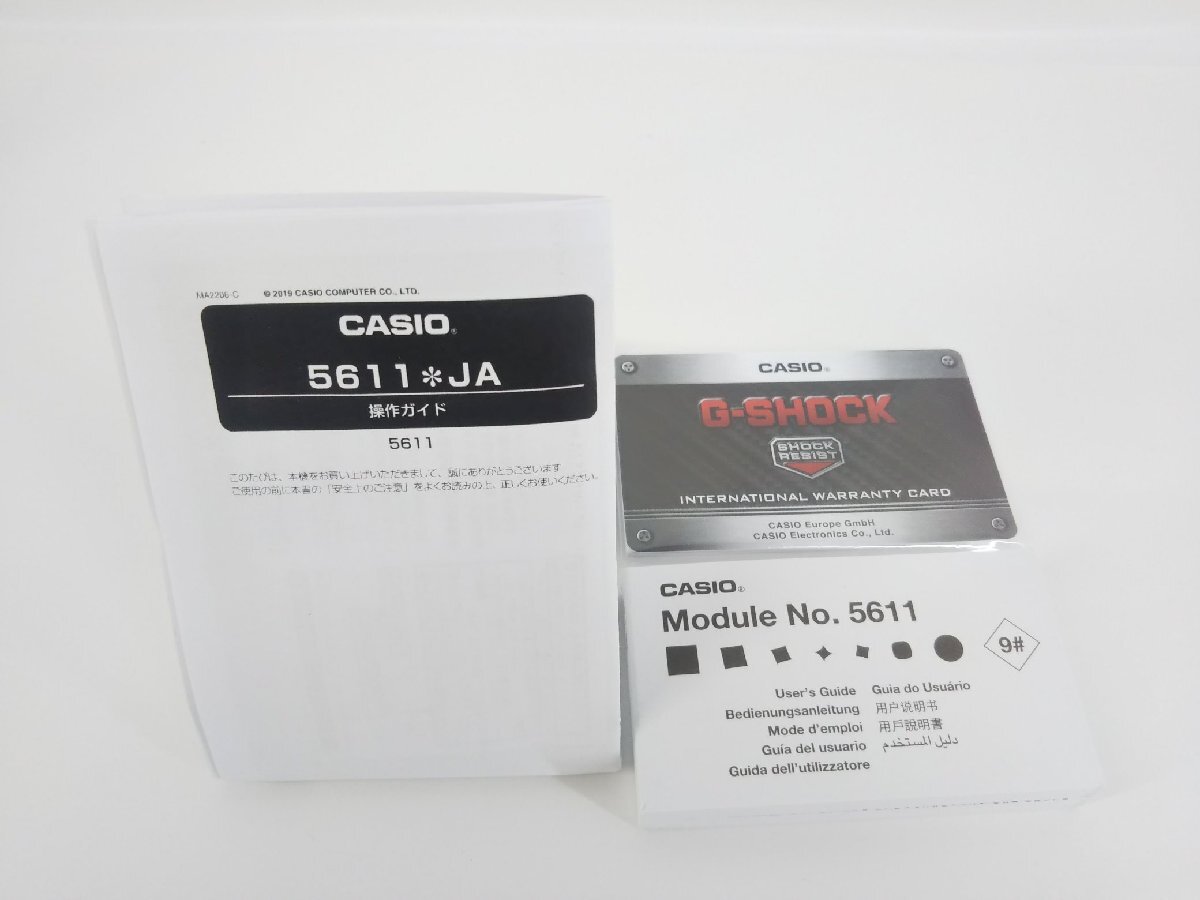 MA2206-C © 2019 CASIO COMPUTER CO., LTD.
CASIO®
5611*JA
操作ガイド
5611
このたびは、本機をお買い上げいただきまして、誠にありがとうございます
ご使用の前に本書の「安全上のご注意」をよくお読みの上、正しくお使いください。
CASIO®
G-SHOCK
SHOCK
RESIST
INTERNATIONAL WARRANTY CARD
CASIO Europe GmbH
CASIO Electronics Co., Ltd.
CASIO®
Module No. 5611
9#
User's Guide Guia do Usuário
Bedienungsanleitung 用户说明书
Mode d'emploi 用戶說明書
Guía del usuario دليل المستخدم
Guida dell'utilizzatore